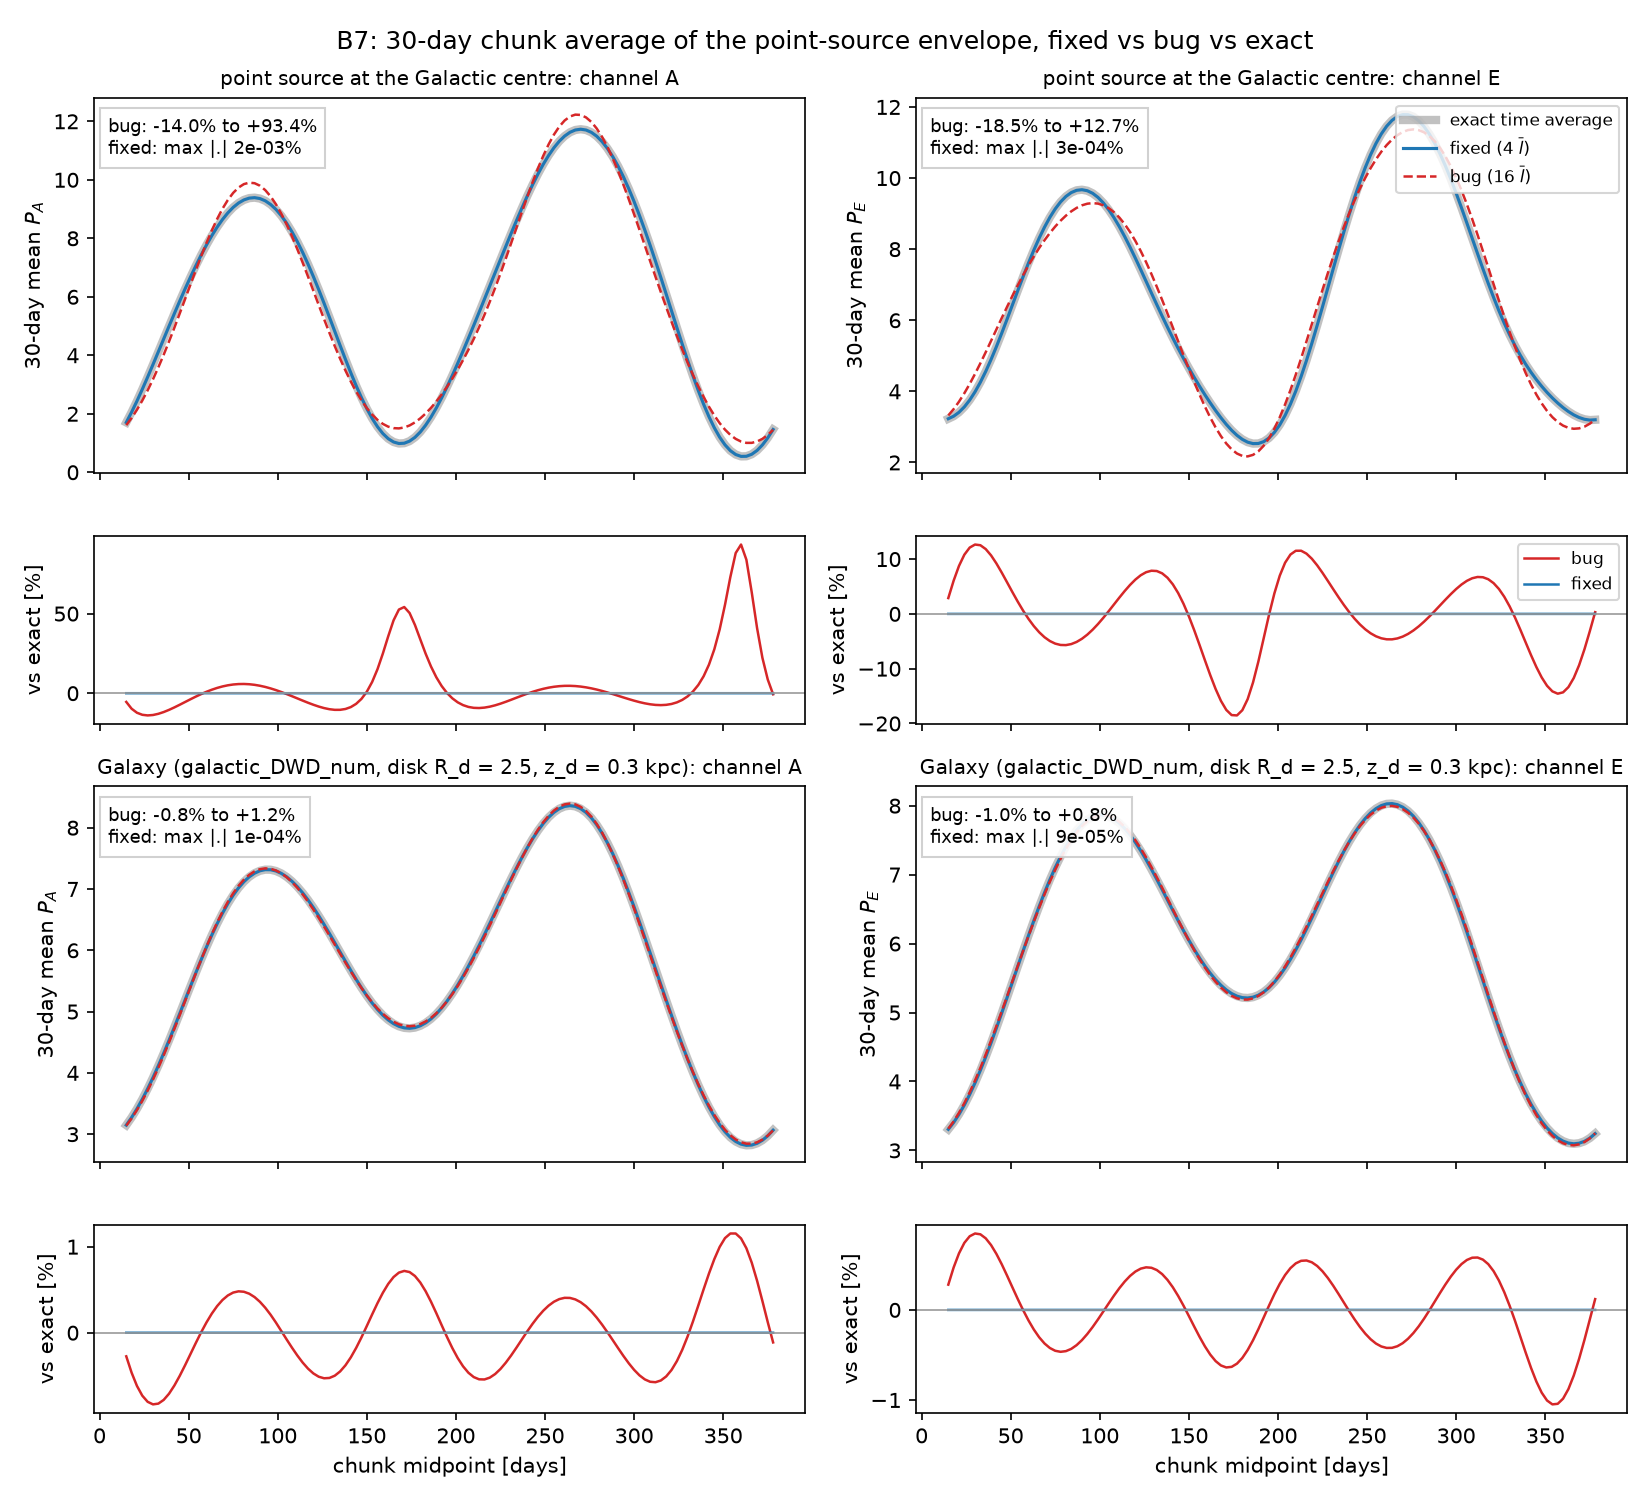 B7: 30-day chunk average of the point-source envelope, fixed vs bug vs exact
point source at the Galactic centre: channel A
bug: -14.0% to +93.4%
fixed: max |.| 2e-03%
30-day mean P_A
12
10
8
6
4
2
0
point source at the Galactic centre: channel E
bug: -18.5% to +12.7%
fixed: max |.| 3e-04%
exact time average
fixed (4 l̄)
bug (16 l̄)
30-day mean P_E
12
10
8
6
4
2
vs exact [%]
50
0
vs exact [%]
10
0
−10
−20
bug
fixed
Galaxy (galactic_DWD_num, disk R_d = 2.5, z_d = 0.3 kpc): channel A
bug: -0.8% to +1.2%
fixed: max |.| 1e-04%
30-day mean P_A
8
7
6
5
4
3
Galaxy (galactic_DWD_num, disk R_d = 2.5, z_d = 0.3 kpc): channel E
bug: -1.0% to +0.8%
fixed: max |.| 9e-05%
30-day mean P_E
8
7
6
5
4
3
vs exact [%]
1
0
0 50 100 150 200 250 300 350
chunk midpoint [days]
vs exact [%]
0
−1
0 50 100 150 200 250 300 350
chunk midpoint [days]